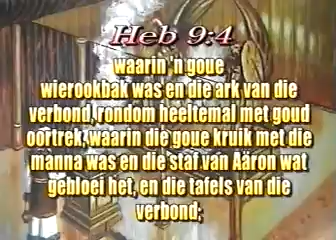 Heb 9:4
waarin 'n goue
wierookbak was en die ark van die
verbond, rondom heeltemal met goud
oortrek, waarin die goue kruik met die
manna was en die staf van Aäron wat
gebloei het, en die tafels van die
verbond;